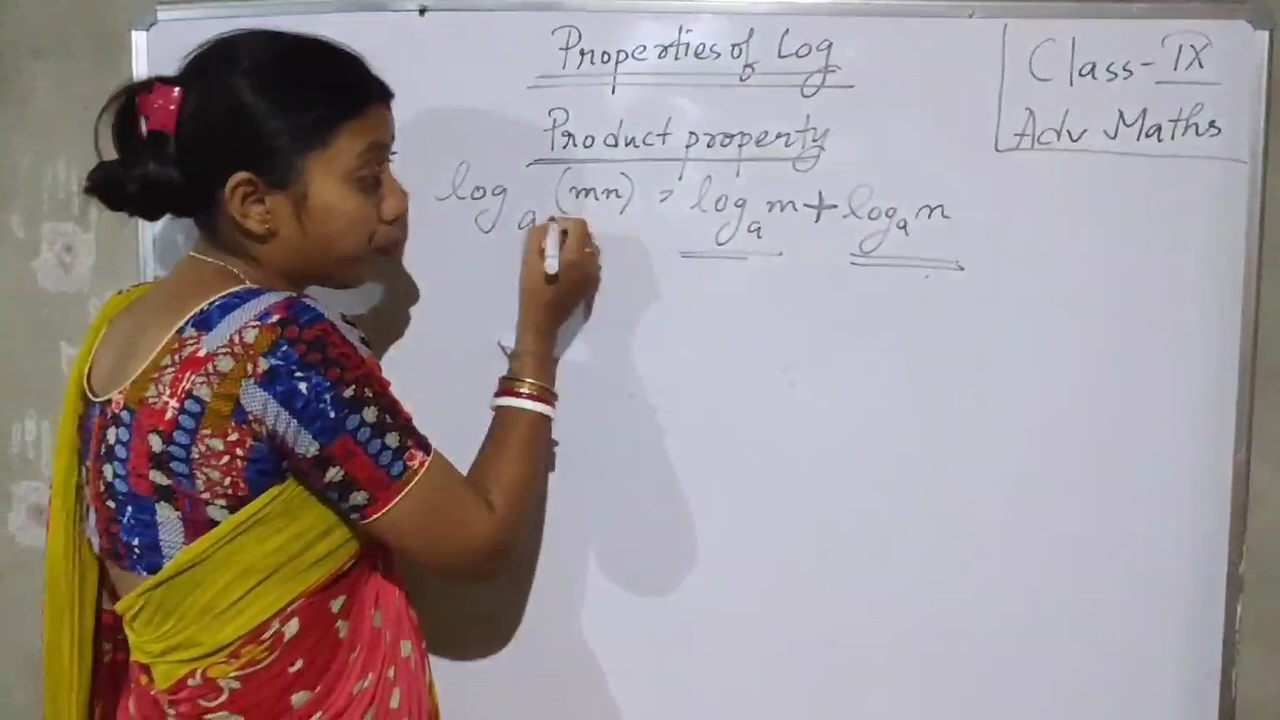 Properties of Log
Class-IX
Adv Maths
Product property
log a (mn) = log a m + log a n